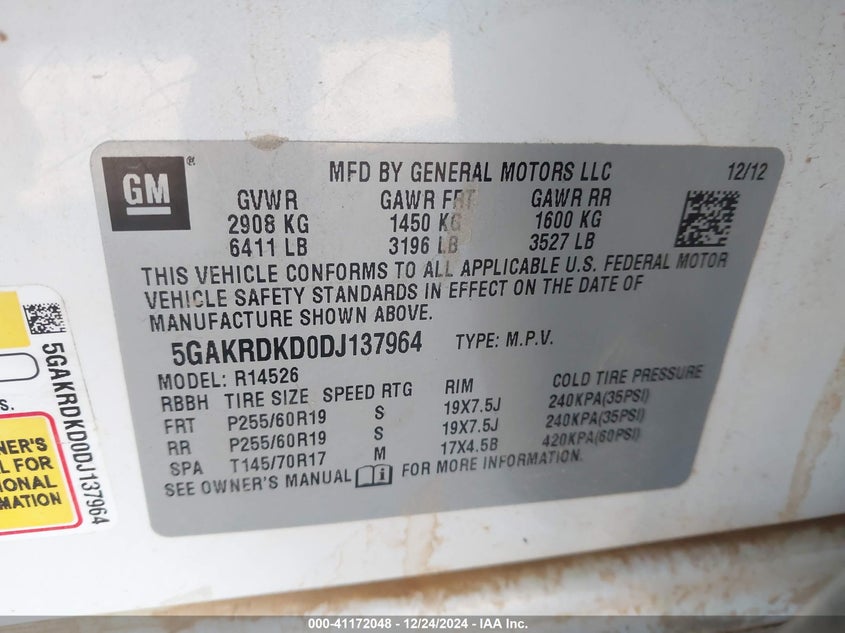 GM ®
MFD BY GENERAL MOTORS LLC 12/12
GVWR GAWR FRT GAWR RR
2908 KG 1450 KG 1600 KG
6411 LB 3196 LB 3527 LB
THIS VEHICLE CONFORMS TO ALL APPLICABLE U.S. FEDERAL MOTOR
VEHICLE SAFETY STANDARDS IN EFFECT ON THE DATE OF
MANUFACTURE SHOWN ABOVE.
5GAKRDKD0DJ137964 TYPE: M.P.V.
MODEL: R14526
RBBH TIRE SIZE SPEED RTG RIM COLD TIRE PRESSURE
FRT P255/60R19 S 19X7.5J 240KPA(35PSI)
RR P255/60R19 S 19X7.5J 240KPA(35PSI)
SPA T145/70R17 M 17X4.5B 420KPA(60PSI)
SEE OWNER'S MANUAL FOR MORE INFORMATION.
5GAKRDKD0DJ137964
S.
NER'S
L FOR
IONAL
MATION
000-41172048 - 12/24/2024 - IAA Inc.